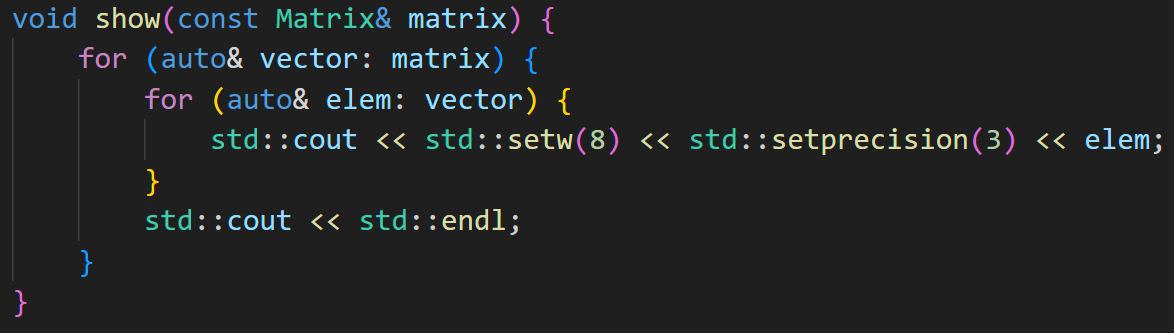 void show(const Matrix& matrix) {
    for (auto& vector: matrix) {
        for (auto& elem: vector) {
            std::cout << std::setw(8) << std::setprecision(3) << elem;
        }
        std::cout << std::endl;
    }
}